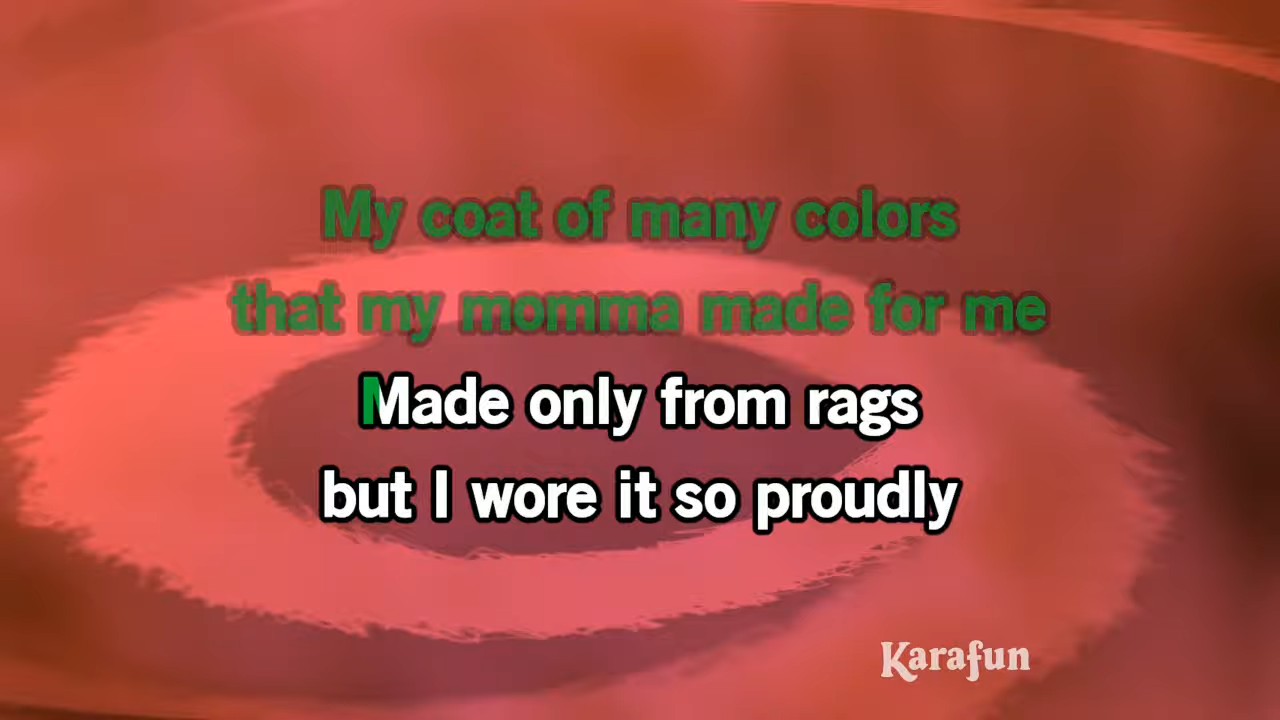 My coat of many colors
that my momma made for me
Made only from rags
but I wore it so proudly
Karafun